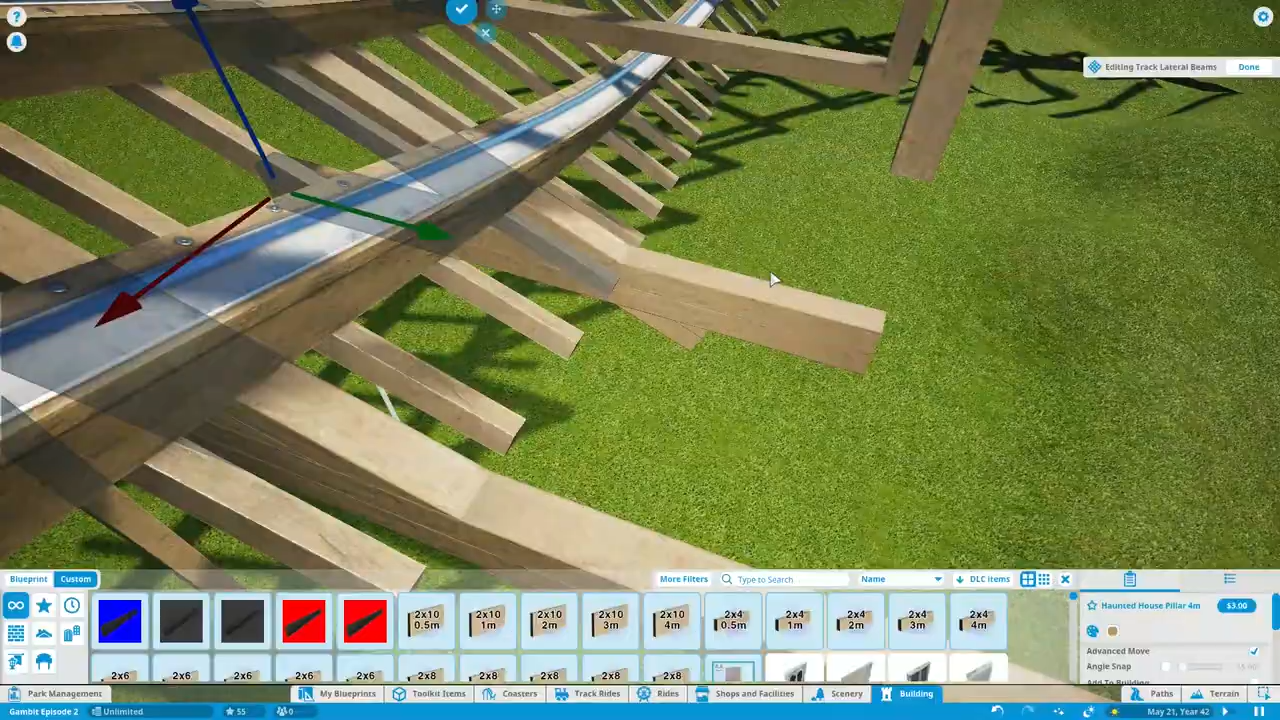 Editing Track Lateral Beams Done
Blueprint Custom More Filters Type to Search Name DLC items
2x10 0.5m
2x10 1m
2x10 2m
2x10 3m
2x10 4m
2x4 0.5m
2x4 1m
2x4 2m
2x4 3m
2x4 4m
2x6 2x6 2x6 2x6 2x6 2x8 2x8 2x8 2x8 2x8
Haunted House Pillar 4m $3.00
Advanced Move
Angle Snap
Park Management My Blueprints Toolkit Items Coasters Track Rides Rides Shops and Facilities Scenery Building Paths Terrain
Gambit Episode 2 Unlimited 55 0 May 21, Year 42